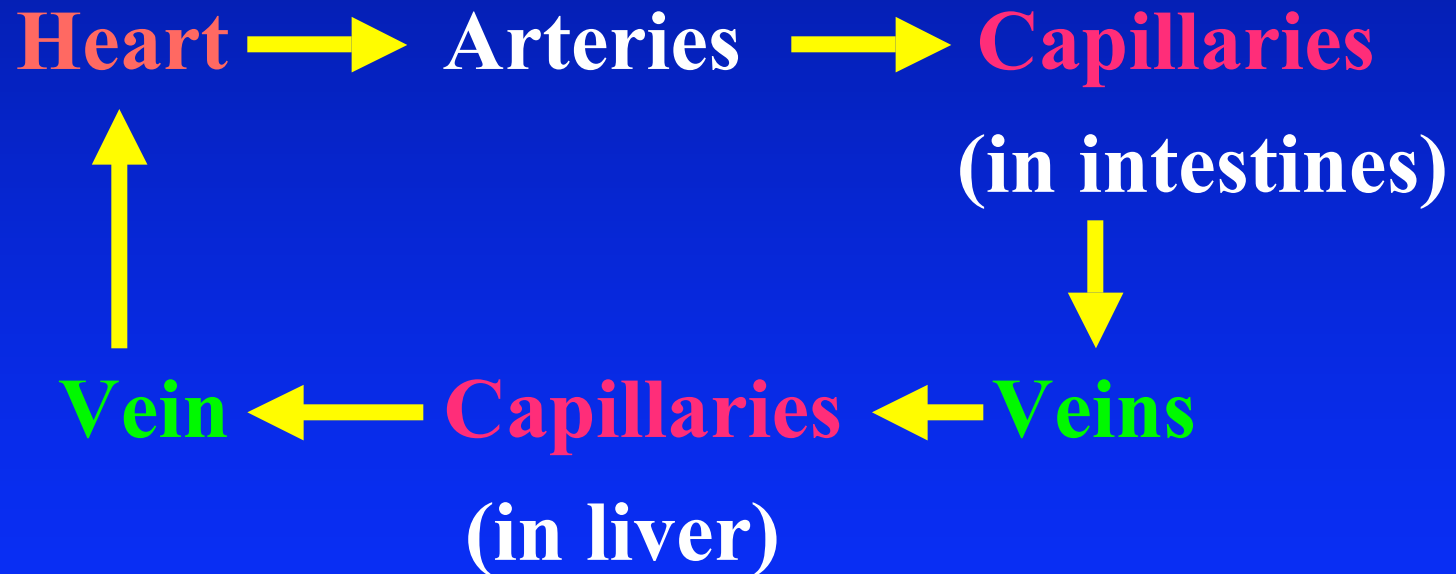 Heart Arteries Capillaries
(in intestines)
Vein Capillaries Veins
(in liver)